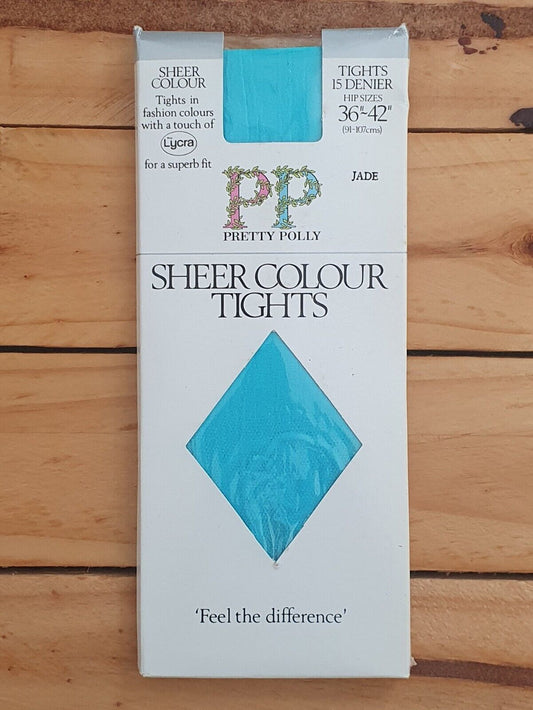 SHEER
COLOUR
Tights in
fashion colours
with a touch of
Lycra
for a superb fit
TIGHTS
15 DENIER
HIP SIZES
36"-42"
(91-107cms)
JADE
PP
PRETTY POLLY
SHEER COLOUR
TIGHTS
'Feel the difference'